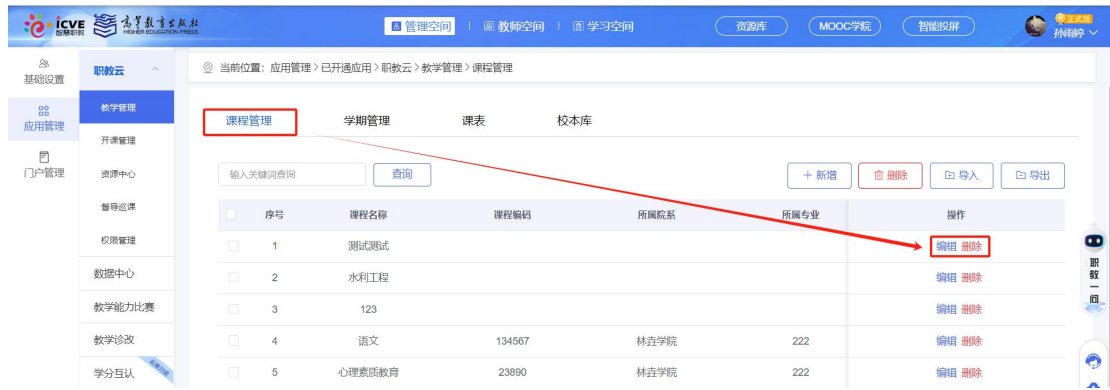 icve 智慧职教 高等教育出版社 HIGHER EDUCATION PRESS 管理空间 教师空间 学习空间 资源库 MOOC学院 智能投屏 正式版 孙娟婷
基础设置 职教云 当前位置：应用管理>已开通应用>职教云>教学管理>课程管理
应用管理 教学管理 课程管理 学期管理 课表 校本库
开课管理
门户管理 资源中心 输入关键词查询 查询 新增 删除 导入 导出
督导巡课 序号 课程名称 课程编码 所属院系 所属专业 操作
权限管理 1 测试测试 编辑 删除
数据中心 2 水利工程 编辑 删除
教学能力比赛 3 123 编辑 删除
教学诊改 4 语文 134567 林垚学院 222 编辑 删除
学分互认 5 心理素质教育 23890 林垚学院 222 编辑 删除
职教一问